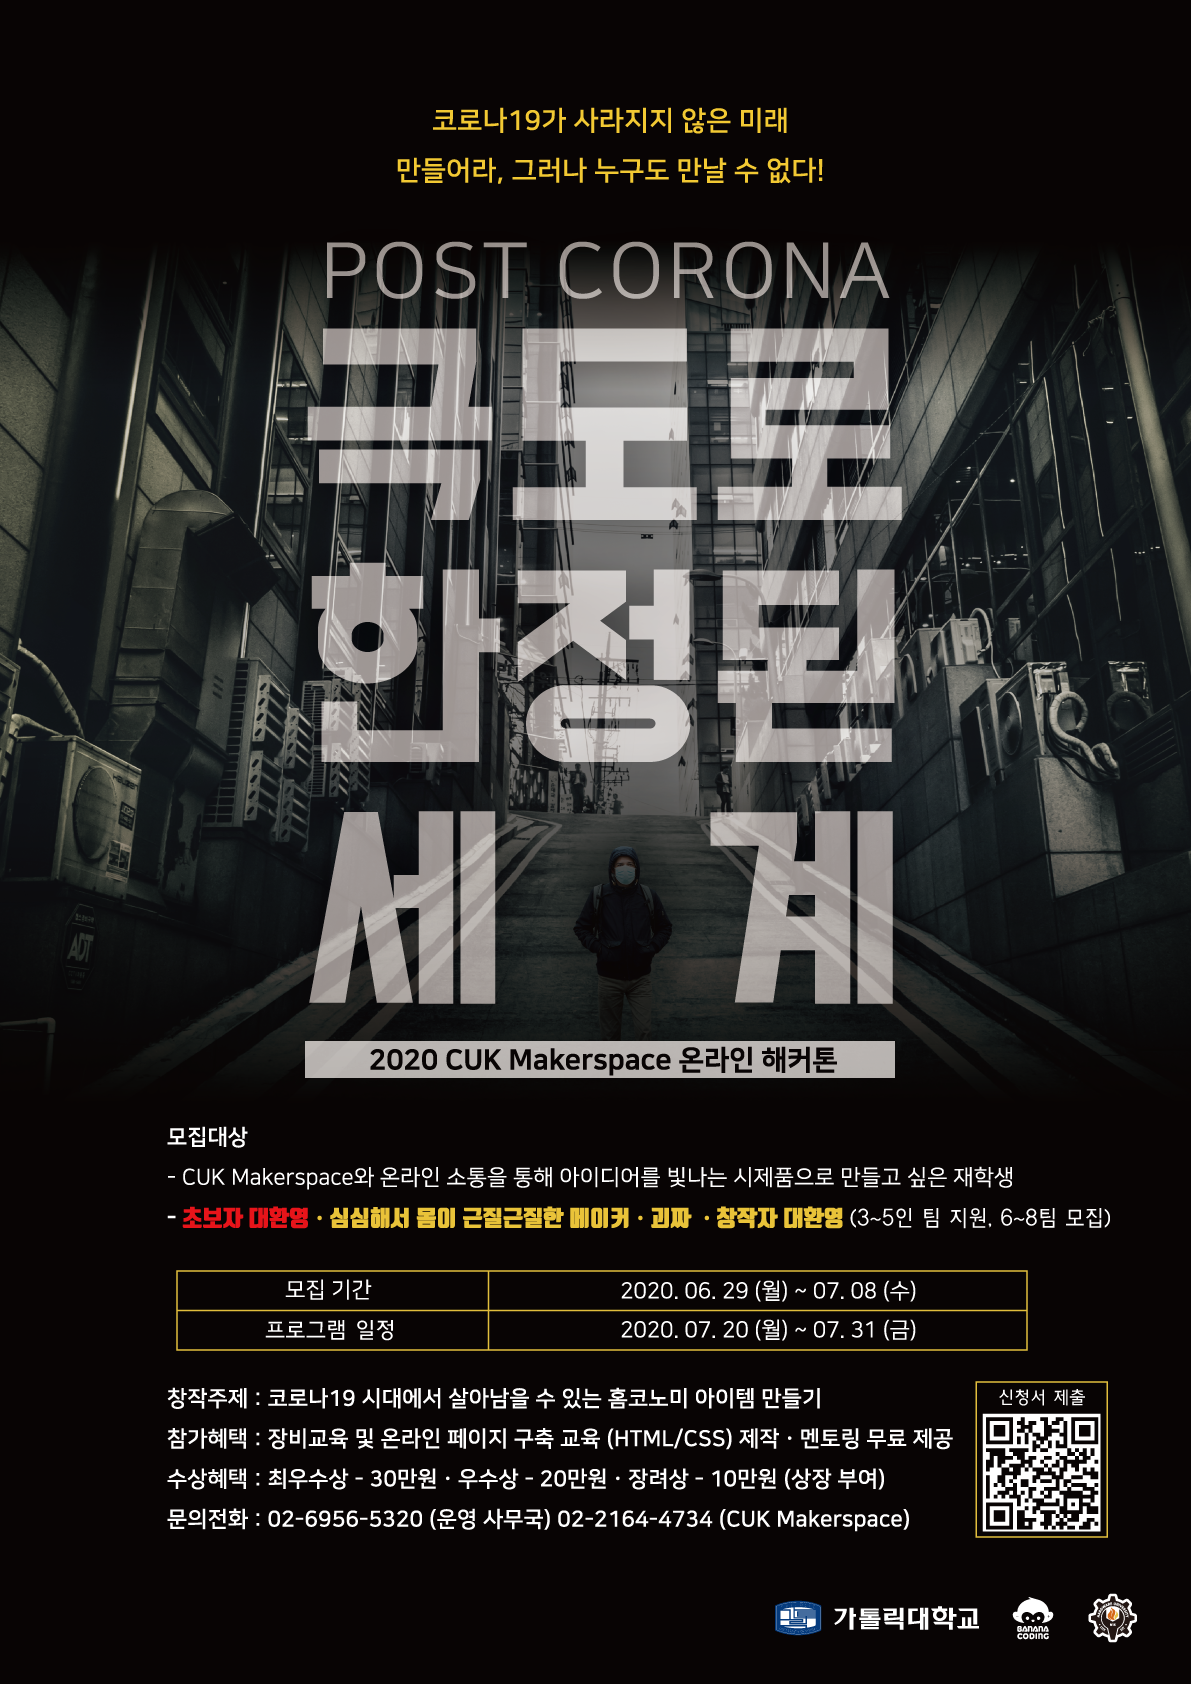 코로나19가 사라지지 않은 미래
만들어라, 그러나 누구도 만날 수 없다!
POST CORONA
극도로
한정된
세 계
2020 CUK Makerspace 온라인 해커톤
ADT
모집대상
- CUK Makerspace와 온라인 소통을 통해 아이디어를 빛나는 시제품으로 만들고 싶은 재학생
- 초보자 대환영 · 심심해서 몸이 근질근질한 메이커 · 괴짜 · 창작자 대환영 (3~5인 팀 지원. 6~8팀 모집)
모집 기간 2020. 06. 29 (월) ~ 07. 08 (수)
프로그램 일정 2020. 07. 20 (월) ~ 07. 31 (금)
창작주제 : 코로나19 시대에서 살아남을 수 있는 홈코노미 아이템 만들기
참가혜택 : 장비교육 및 온라인 페이지 구축 교육 (HTML/CSS) 제작 · 멘토링 무료 제공
수상혜택 : 최우수상 - 30만원 · 우수상 - 20만원 · 장려상 - 10만원 (상장 부여)
문의전화 : 02-6956-5320 (운영 사무국) 02-2164-4734 (CUK Makerspace)
신청서 제출
가톨릭대학교
BANANA
CODING